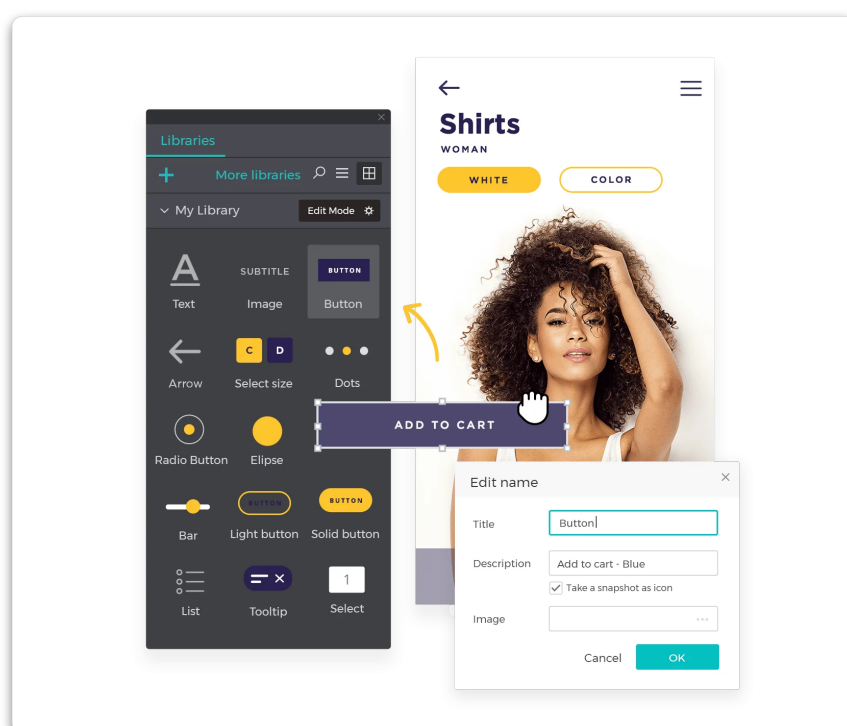 Libraries
More libraries
My Library
Edit Mode
A
SUBTITLE
BUTTON
Text
Image
Button
C
D
Arrow
Select size
Dots
Radio Button
Elipse
BUTTON
BUTTON
Bar
Light button
Solid button
1
List
Tooltip
Select
Shirts
WOMAN
WHITE
COLOR
ADD TO CART
Edit name
Title
Button
Description
Add to cart - Blue
Take a snapshot as icon
Image
Cancel
OK